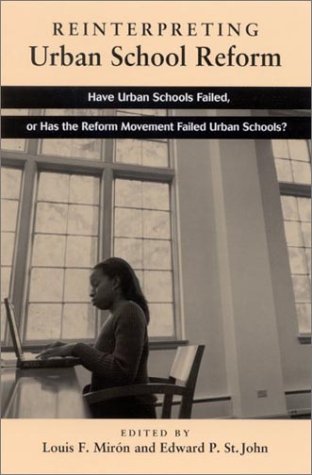 REINTERPRETING
Urban School Reform
Have Urban Schools Failed,
or Has the Reform Movement Failed Urban Schools?
EDITED BY
Louis F. Mirón and Edward P. St. John